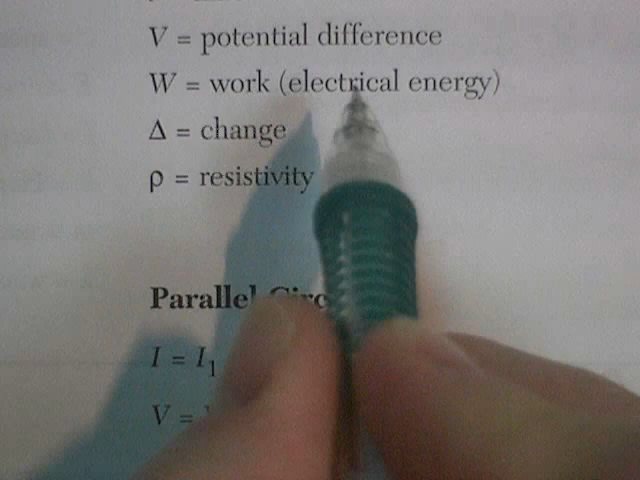 V = potential difference
W = work (electrical energy)
Δ = change
ρ = resistivity
Parallel
I = I₁
V =